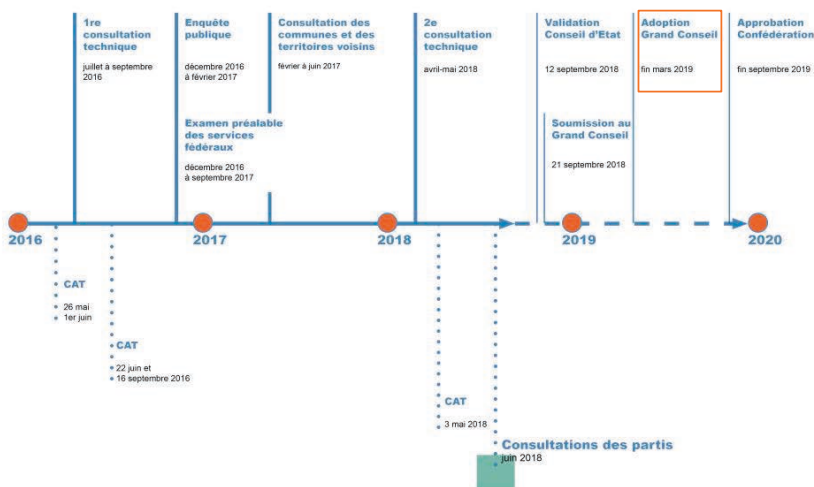 1re
consultation
technique
juillet à septembre
2016
Enquête
publique
décembre 2016
à février 2017
Consultation des
communes et des
territoires voisins
février à juin 2017
2e
consultation
technique
avril-mai 2018
Validation
Conseil d'Etat
12 septembre 2018
Adoption
Grand Conseil
fin mars 2019
Approbation
Confédération
fin septembre 2019
Examen préalable
des services
fédéraux
décembre 2016
à septembre 2017
Soumission au
Grand Conseil
21 septembre 2018
2016
2017
2018
2019
2020
CAT
26 mai
1er juin
CAT
22 juin et
16 septembre 2016
CAT
3 mai 2018
Consultations des partis
juin 2018